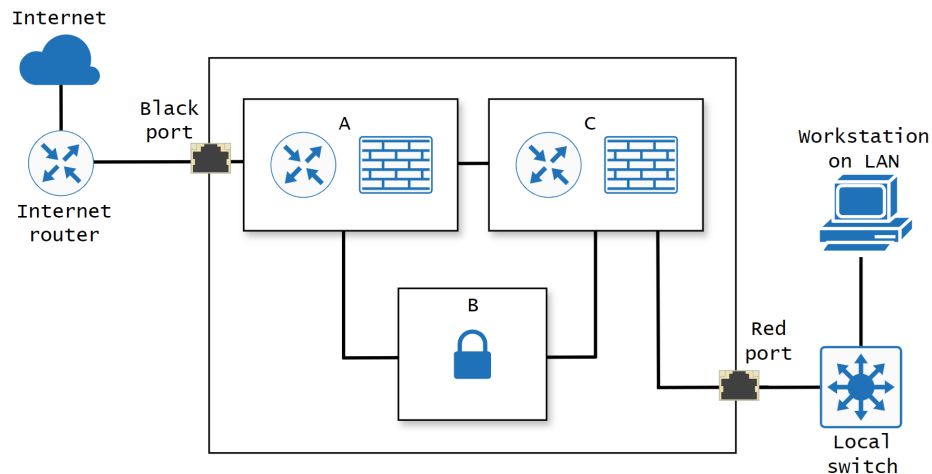 Internet
Black
port
A
C
Workstation
on LAN
Internet
router
B
Red
port
Local
switch